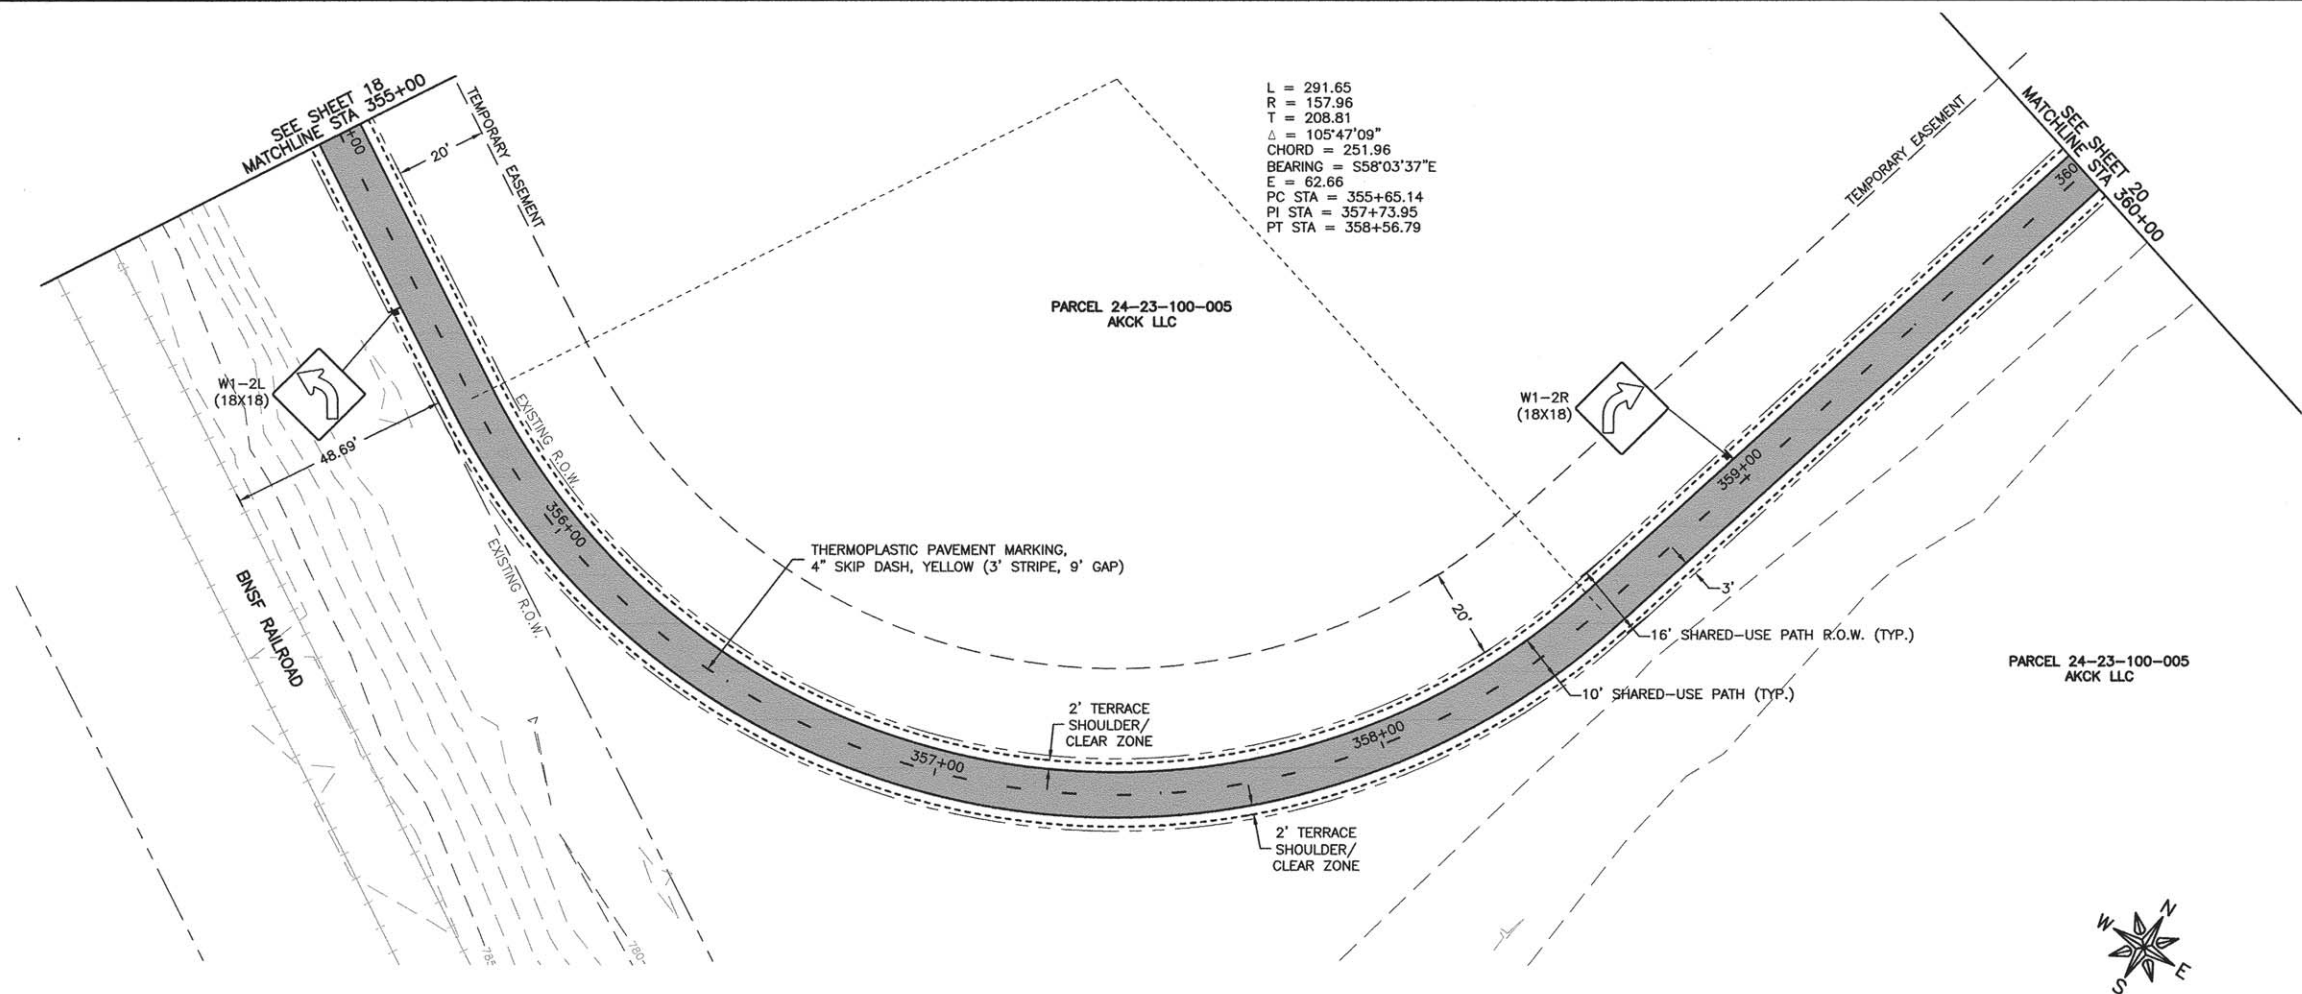 SEE SHEET 18
MATCHLINE STA 355+00
+00
20'
TEMPORARY EASEMENT
L = 291.65
R = 157.96
T = 208.81
Δ = 105°47'09"
CHORD = 251.96
BEARING = S58°03'37"E
E = 62.66
PC STA = 355+65.14
PI STA = 357+73.95
PT STA = 358+56.79
TEMPORARY EASEMENT
SEE SHEET 20
MATCHLINE STA 360+00
360
PARCEL 24-23-100-005
AKCK LLC
W1-2L
(18X18)
48.69'
EXISTING R.O.W.
W1-2R
(18X18)
359+00
356+00
EXISTING R.O.W.
THERMOPLASTIC PAVEMENT MARKING,
4" SKIP DASH, YELLOW (3' STRIPE, 9' GAP)
BNSF RAILROAD
20'
3'
16' SHARED-USE PATH R.O.W. (TYP.)
10' SHARED-USE PATH (TYP.)
PARCEL 24-23-100-005
AKCK LLC
2' TERRACE
SHOULDER/
CLEAR ZONE
357+00
358+00
2' TERRACE
SHOULDER/
CLEAR ZONE
785
780
N
W
E
S